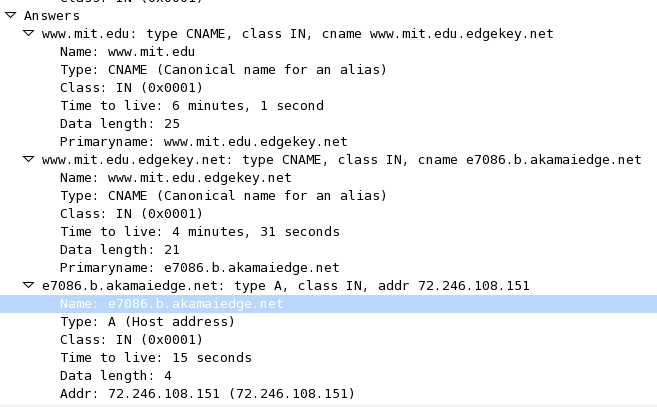 Class: IN (0x0001)
Answers
www.mit.edu: type CNAME, class IN, cname www.mit.edu.edgekey.net
Name: www.mit.edu
Type: CNAME (Canonical name for an alias)
Class: IN (0x0001)
Time to live: 6 minutes, 1 second
Data length: 25
Primaryname: www.mit.edu.edgekey.net
www.mit.edu.edgekey.net: type CNAME, class IN, cname e7086.b.akamaiedge.net
Name: www.mit.edu.edgekey.net
Type: CNAME (Canonical name for an alias)
Class: IN (0x0001)
Time to live: 4 minutes, 31 seconds
Data length: 21
Primaryname: e7086.b.akamaiedge.net
e7086.b.akamaiedge.net: type A, class IN, addr 72.246.108.151
Name: e7086.b.akamaiedge.net
Type: A (Host address)
Class: IN (0x0001)
Time to live: 15 seconds
Data length: 4
Addr: 72.246.108.151 (72.246.108.151)